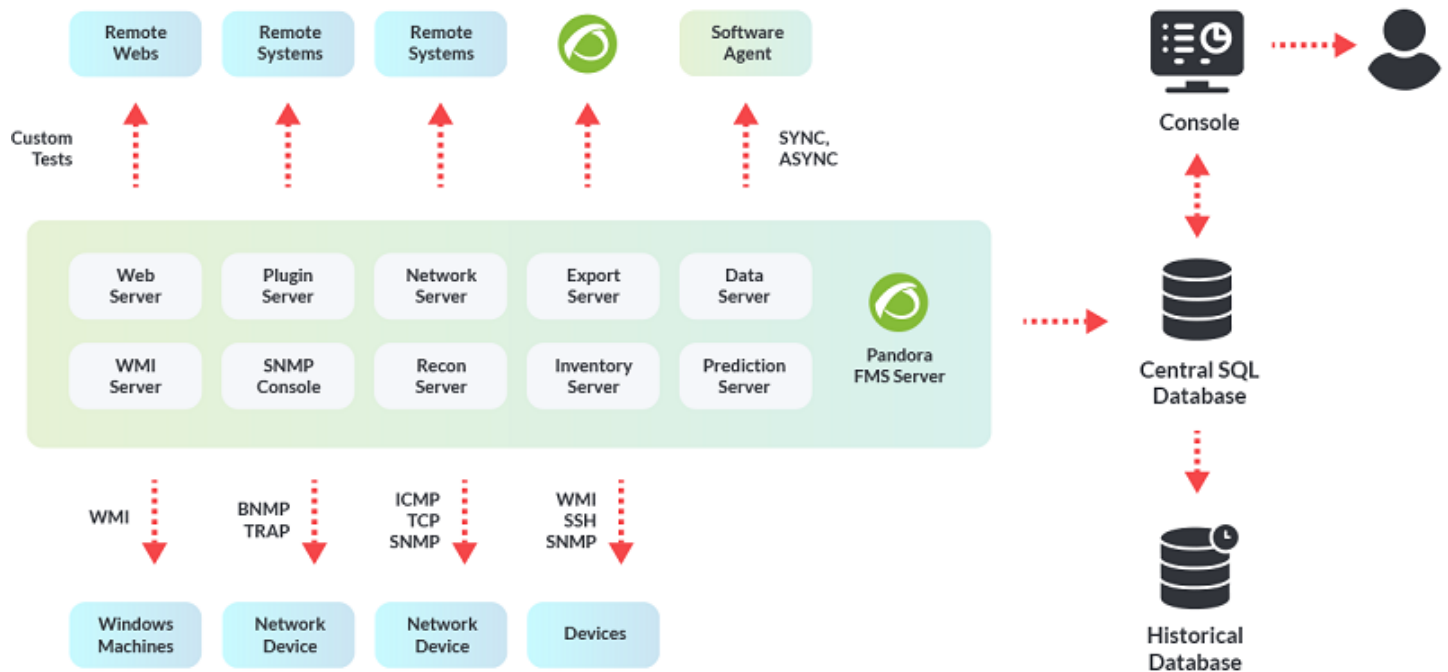 Remote
Webs
Remote
Systems
Remote
Systems
Software
Agent
Console
Custom
Tests
SYNC,
ASYNC
Web
Server
Plugin
Server
Network
Server
Export
Server
Data
Server
WMI
Server
SNMP
Console
Recon
Server
Inventory
Server
Prediction
Server
Pandora
FMS Server
Central SQL
Database
WMI
BNMP
TRAP
ICMP
TCP
SNMP
WMI
SSH
SNMP
Windows
Machines
Network
Device
Network
Device
Devices
Historical
Database